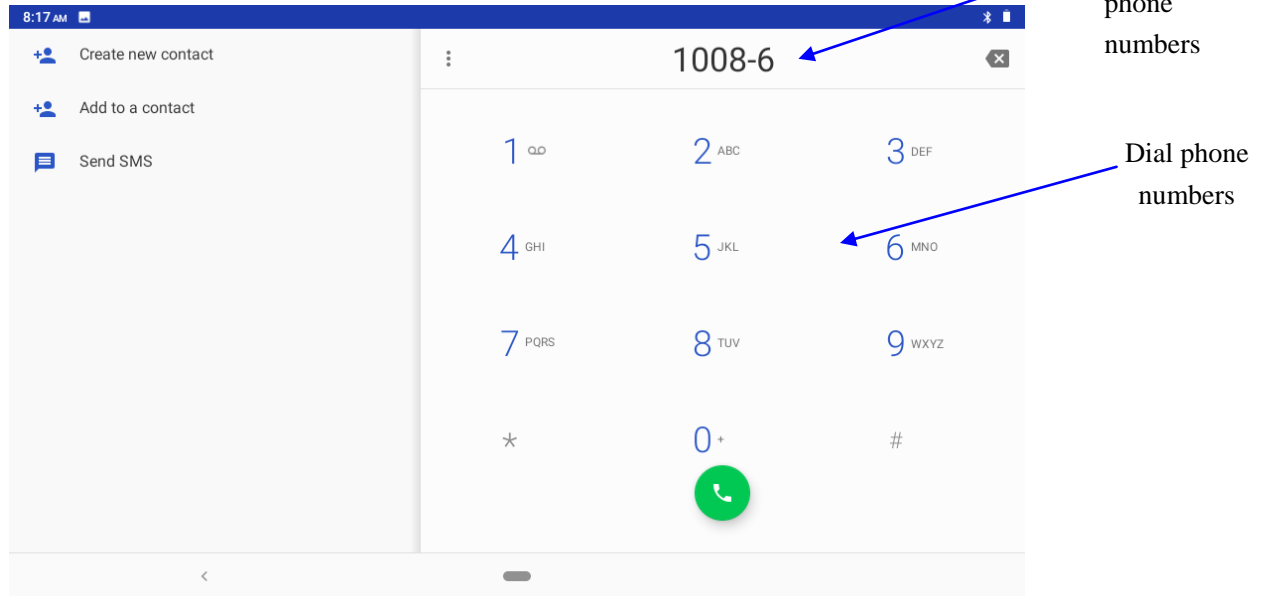 phone
numbers
8:17 AM
Create new contact
Add to a contact
Send SMS
1008-6
1
2 ABC
3 DEF
4 GHI
5 JKL
6 MNO
7 PQRS
8 TUV
9 WXYZ
*
0 +
#
Dial phone
numbers